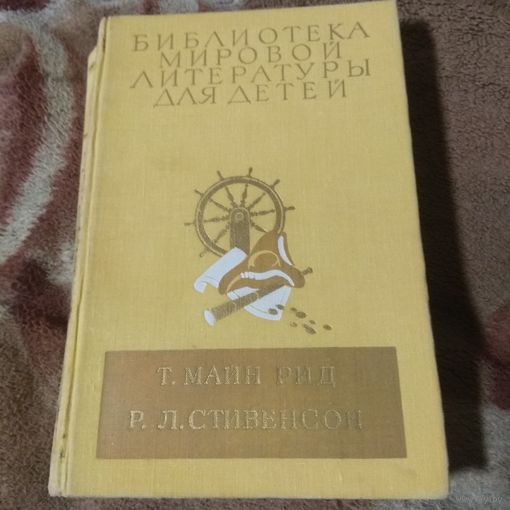 БИБЛИОТЕКА
МИРОВОЙ
ЛИТЕРАТУРЫ
ДЛЯ ДЕТЕЙ
Т. МАЙН РИД
Р. Л. СТИВЕНСОН